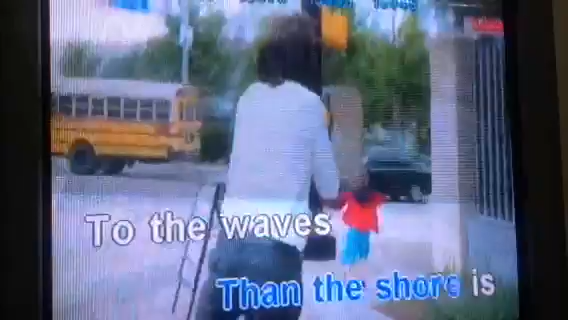 To the waves
Than the shore is